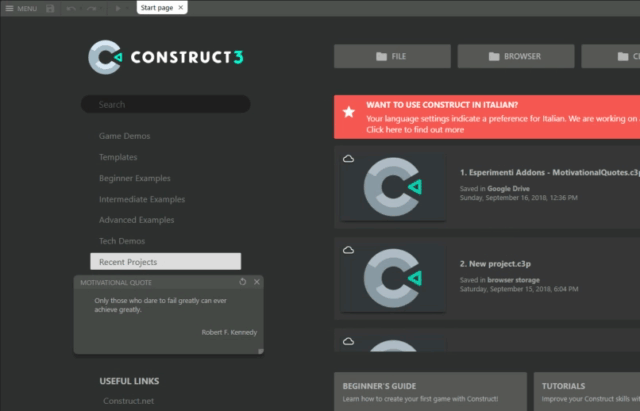 MENU
Start page
CONSTRUCT3
Search
Game Demos
Templates
Beginner Examples
Intermediate Examples
Advanced Examples
Tech Demos
Recent Projects
MOTIVATIONAL QUOTE
Only those who dare to fail greatly can ever
achieve greatly.
Robert F. Kennedy
USEFUL LINKS
Construct.net
FILE
BROWSER
WANT TO USE CONSTRUCT IN ITALIAN?
Your language settings indicate a preference for Italian. We are working on
Click here to find out more
1. Esperimenti Addons - MotivationalQuotes.c3p
Saved in Google Drive
Sunday, September 16, 2018, 12:36 PM
2. New project.c3p
Saved in browser storage
Saturday, September 15, 2018, 6:04 PM
BEGINNER'S GUIDE
Learn how to create your first game with Construct!
TUTORIALS
Improve your Construct skills